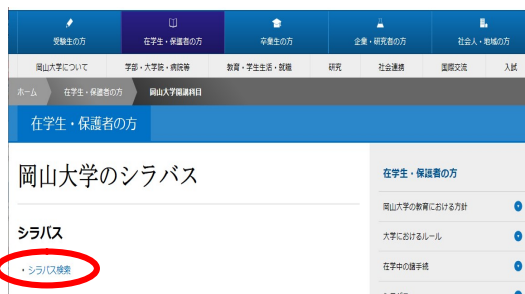 受験生の方 在学生・保護者の方 卒業生の方 企業・研究者の方 社会人・地域の方
岡山大学について 学部・大学院・病院等 教育・学生生活・就職 研究 社会連携 国際交流 入試
ホーム 在学生・保護者の方 岡山大学開講科目
在学生・保護者の方
岡山大学のシラバス
シラバス
・シラバス検索
在学生・保護者の方
岡山大学の教育における方針
大学におけるルール
在学中の諸手続